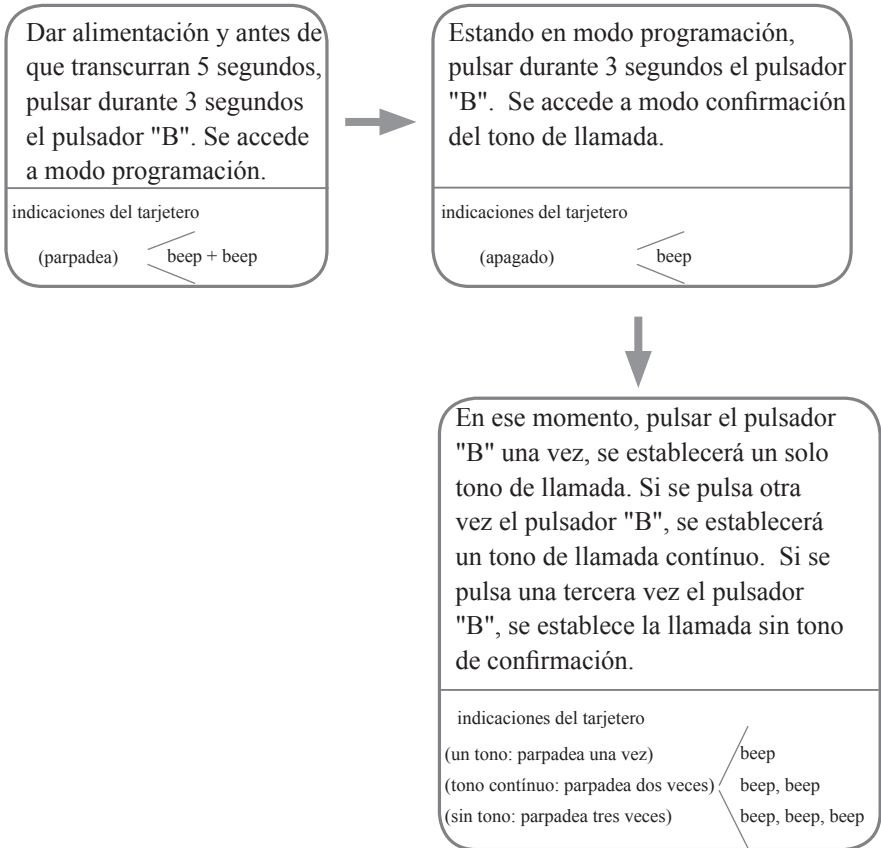 Dar alimentación y antes de
que transcurran 5 segundos,
pulsar durante 3 segundos
el pulsador "B". Se accede
a modo programación.
indicaciones del tarjetero
(parpadea) beep + beep
Estando en modo programación,
pulsar durante 3 segundos el pulsador
"B".  Se accede a modo confirmación
del tono de llamada.
indicaciones del tarjetero
(apagado) beep
En ese momento, pulsar el pulsador
"B" una vez, se establecerá un solo
tono de llamada. Si se pulsa otra
vez el pulsador "B", se establecerá
un tono de llamada contínuo.  Si se
pulsa una tercera vez el pulsador
"B", se establece la llamada sin tono
de confirmación.
indicaciones del tarjetero
(un tono: parpadea una vez) beep
(tono contínuo: parpadea dos veces) beep, beep
(sin tono: parpadea tres veces) beep, beep, beep